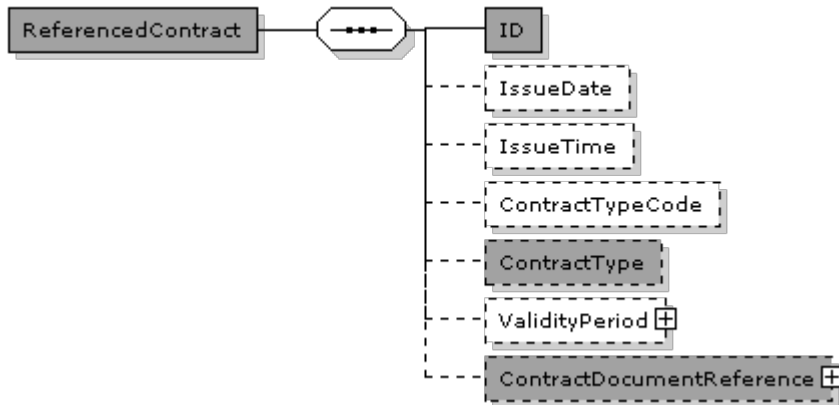 ReferencedContract
ID
IssueDate
IssueTime
ContractTypeCode
ContractType
ValidityPeriod
ContractDocumentReference